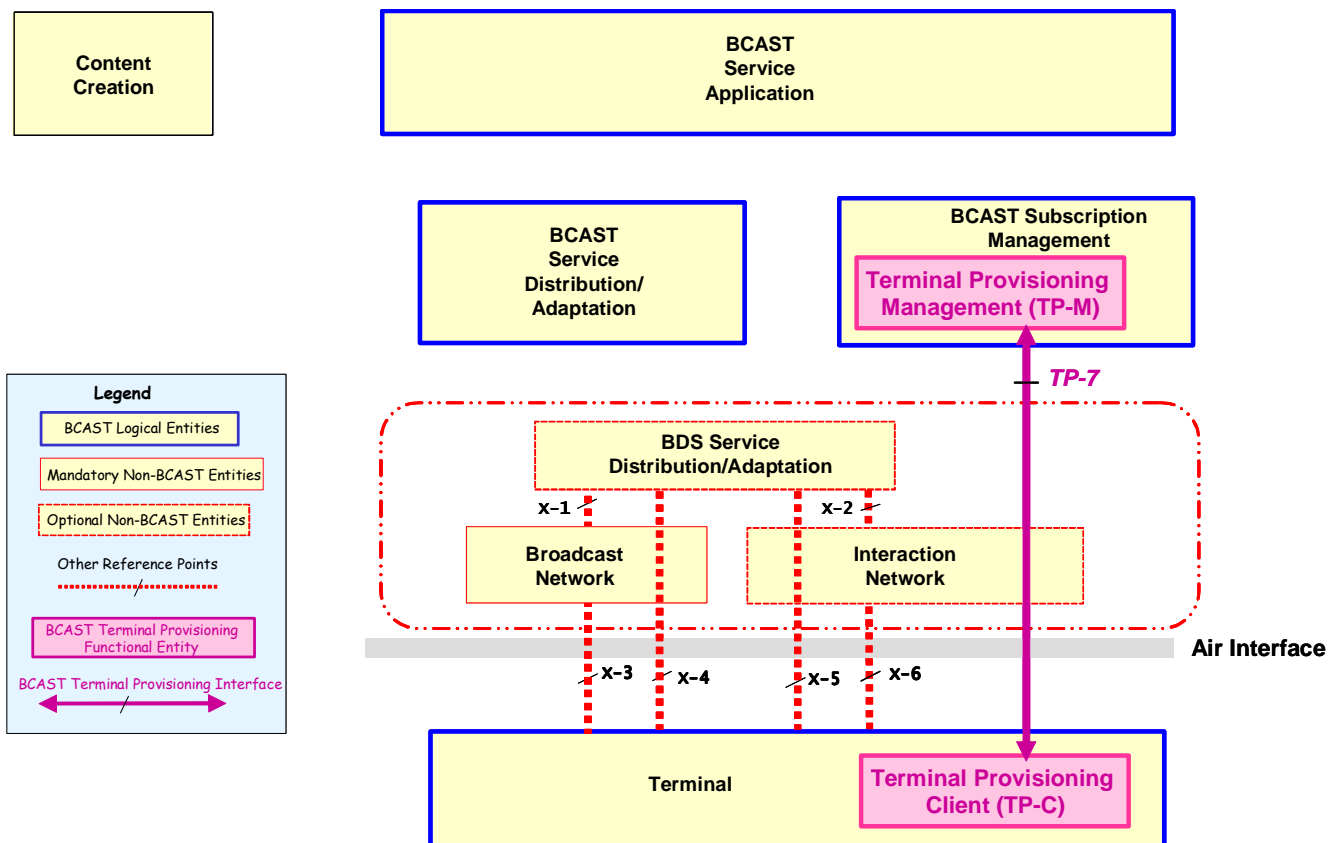 Content
Creation
BCAST
Service
Application
BCAST
Service
Distribution/
Adaptation
BCAST Subscription
Management
Terminal Provisioning
Management (TP-M)
TP-7
Legend
BCAST Logical Entities
Mandatory Non-BCAST Entities
Optional Non-BCAST Entities
Other Reference Points
BCAST Terminal Provisioning
Functional Entity
BCAST Terminal Provisioning Interface
BDS Service
Distribution/Adaptation
X-1
X-2
Broadcast
Network
Interaction
Network
Air Interface
X-3
X-4
X-5
X-6
Terminal
Terminal Provisioning
Client (TP-C)